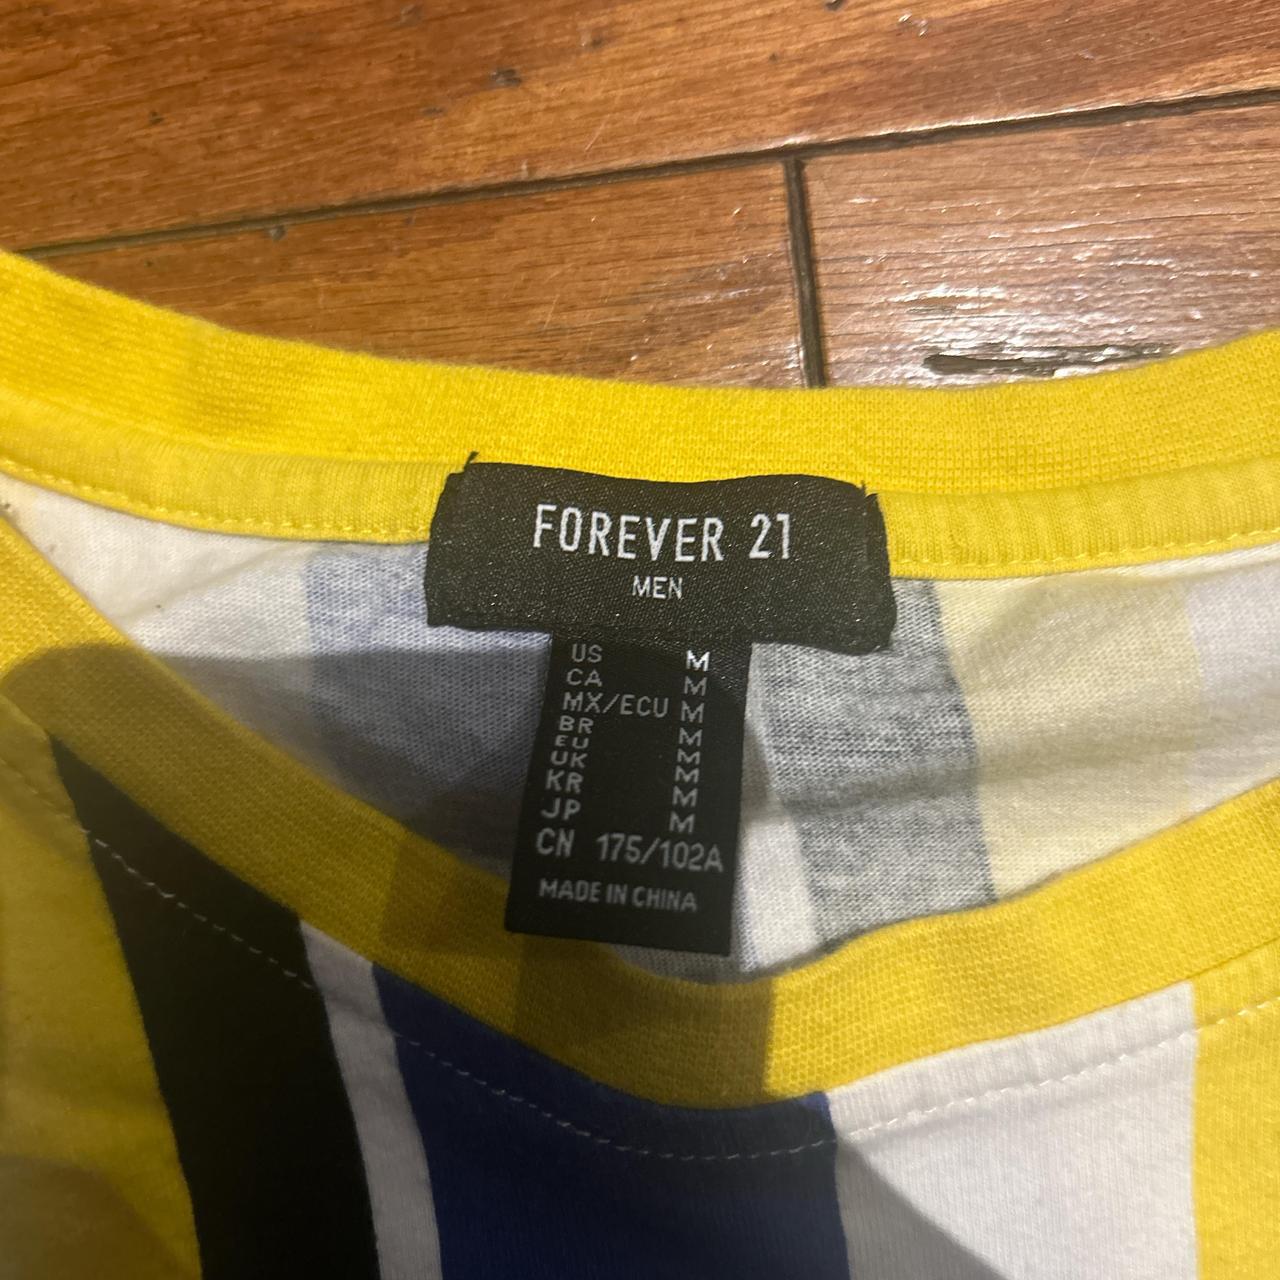 FOREVER 21
MEN
US M
CA M
MX/ECU M
BR M
EU M
UK M
KR M
JP M
CN 175/102A
MADE IN CHINA